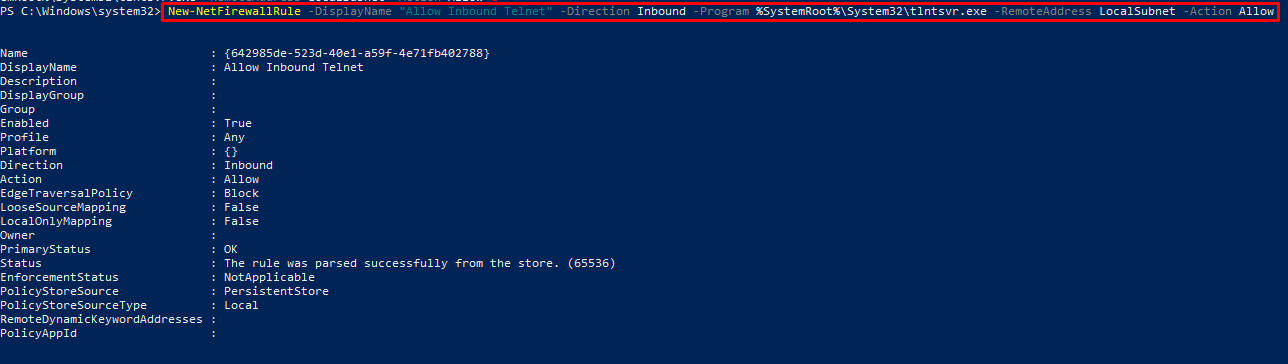 PS C:\Windows\system32> New-NetFirewallRule -DisplayName "Allow Inbound Telnet" -Direction Inbound -Program %SystemRoot%\System32\tlntsvr.exe -RemoteAddress LocalSubnet -Action Allow
Name : {642985de-523d-40e1-a59f-4e71fb402788}
DisplayName : Allow Inbound Telnet
Description :
DisplayGroup :
Group :
Enabled : True
Profile : Any
Platform : {}
Direction : Inbound
Action : Allow
EdgeTraversalPolicy : Block
LooseSourceMapping : False
LocalOnlyMapping : False
Owner :
PrimaryStatus : OK
Status : The rule was parsed successfully from the store. (65536)
EnforcementStatus : NotApplicable
PolicyStoreSource : PersistentStore
PolicyStoreSourceType : Local
RemoteDynamicKeywordAddresses :
PolicyAppId :